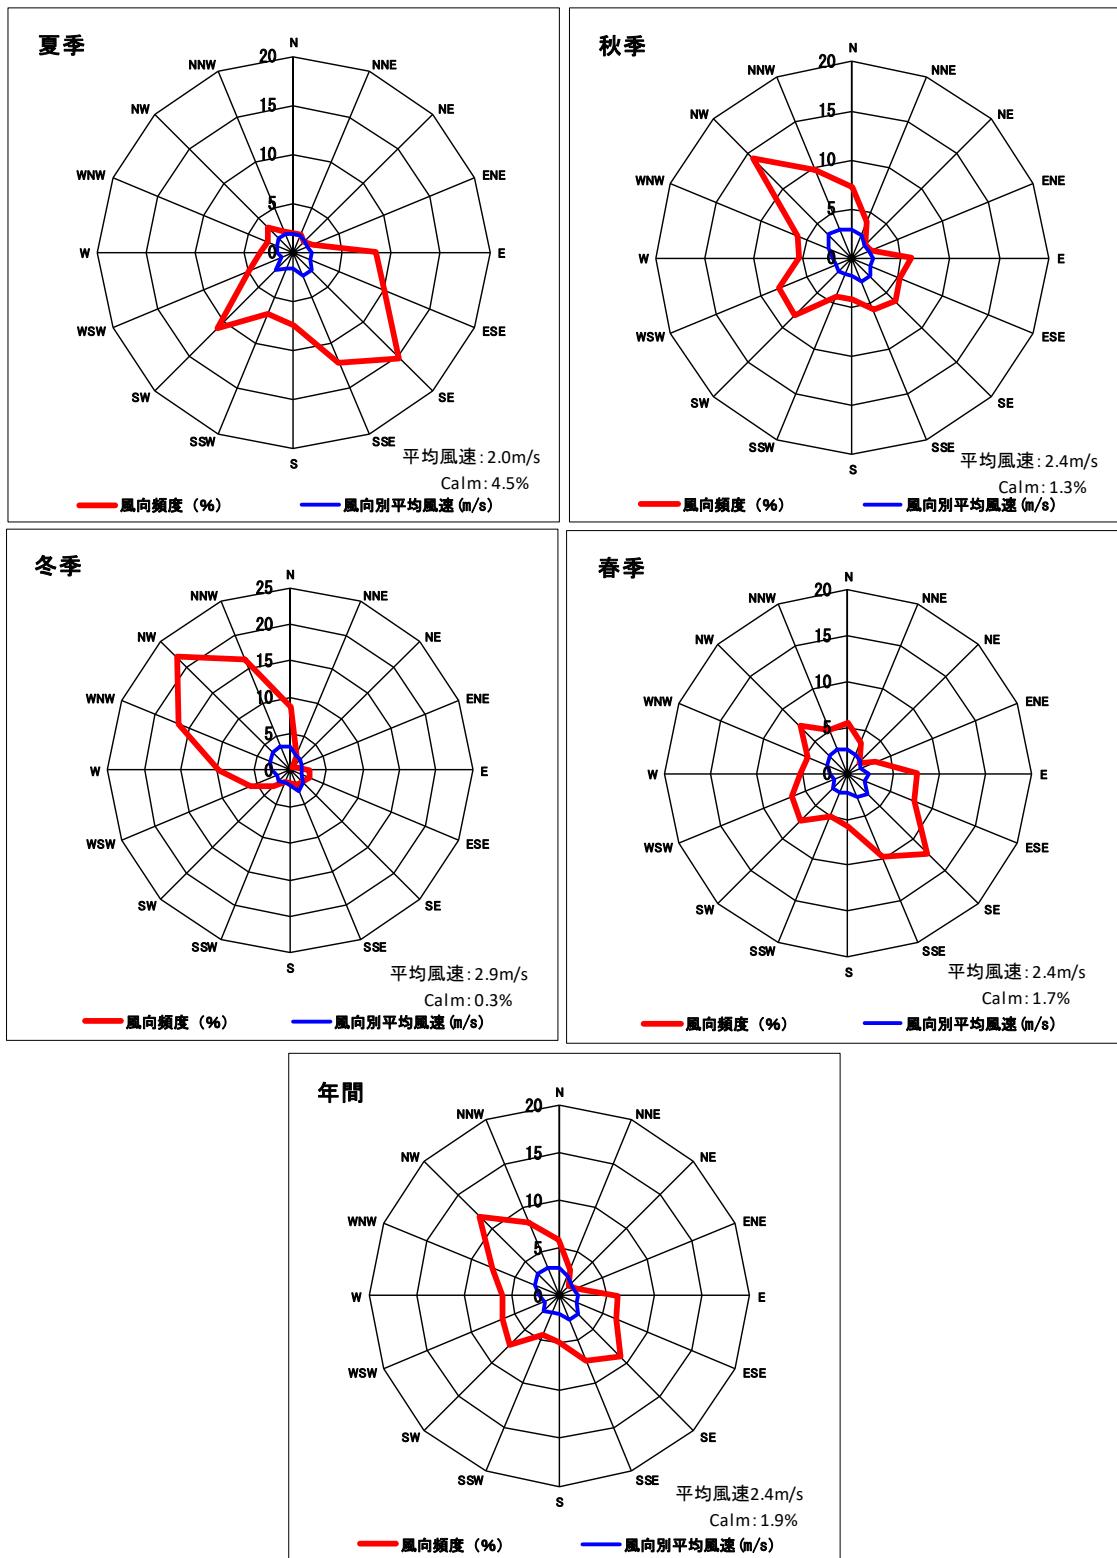 夏季
N
NNW
NNE
NW
NE
WNW
ENE
W
E
WSW
ESE
SW
SE
SSW
SSE
S
20
15
10
5
0
平均風速:2.0m/s
Calm:4.5%
風向頻度（%） 風向別平均風速(m/s)
秋季
N
NNW
NNE
NW
NE
WNW
ENE
W
E
WSW
ESE
SW
SE
SSW
SSE
S
20
15
10
5
0
平均風速:2.4m/s
Calm:1.3%
風向頻度（%） 風向別平均風速(m/s)
冬季
N
NNW
NNE
NW
NE
WNW
ENE
W
E
WSW
ESE
SW
SE
SSW
SSE
S
25
20
15
10
5
0
平均風速:2.9m/s
Calm:0.3%
風向頻度（%） 風向別平均風速(m/s)
春季
N
NNW
NNE
NW
NE
WNW
ENE
W
E
WSW
ESE
SW
SE
SSW
SSE
S
20
15
10
5
0
平均風速:2.4m/s
Calm:1.7%
風向頻度（%） 風向別平均風速(m/s)
年間
N
NNW
NNE
NW
NE
WNW
ENE
W
E
WSW
ESE
SW
SE
SSW
SSE
S
20
15
10
5
0
平均風速2.4m/s
Calm:1.9%
風向頻度（%） 風向別平均風速(m/s)